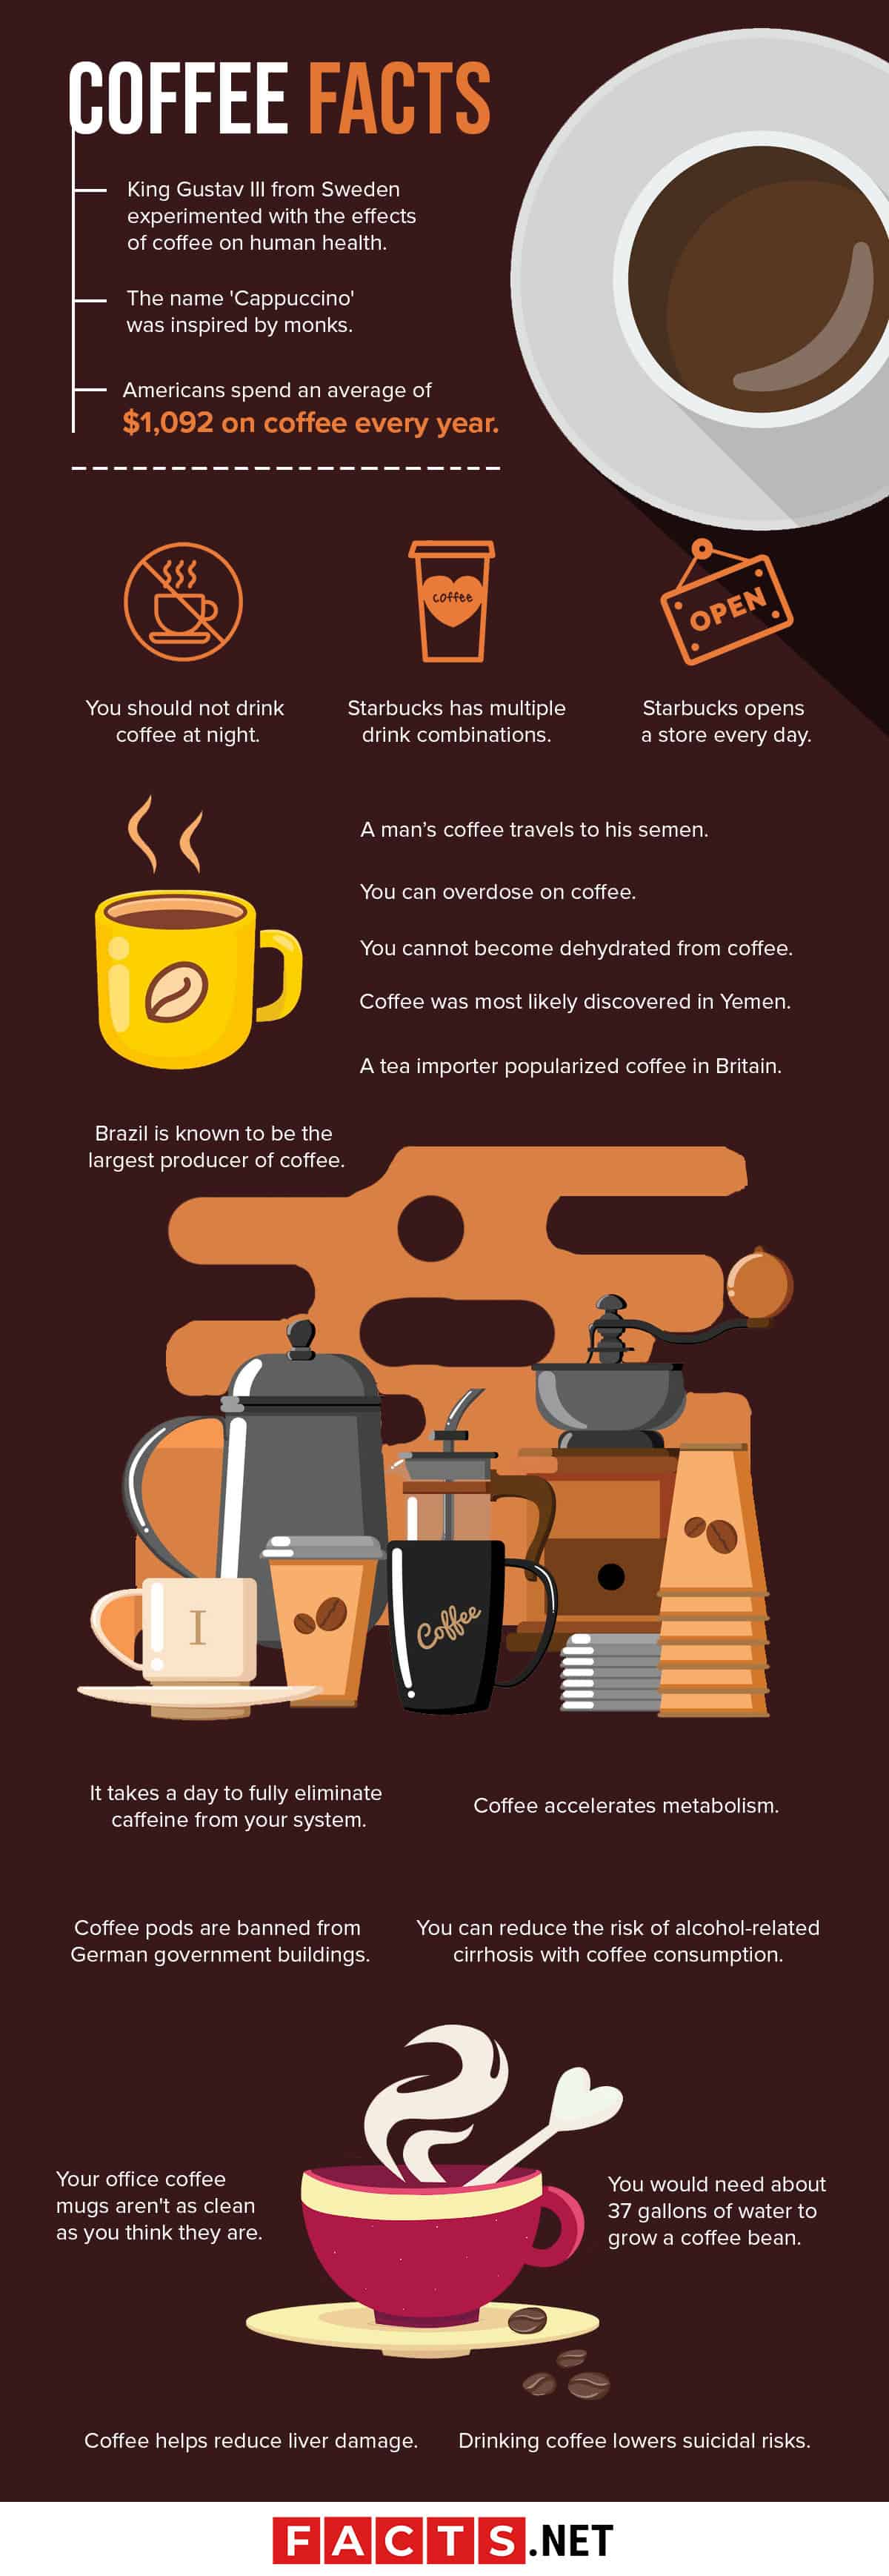 COFFEE FACTS
King Gustav III from Sweden
experimented with the effects
of coffee on human health.
The name 'Cappuccino'
was inspired by monks.
Americans spend an average of
$1,092 on coffee every year.
coffee
OPEN
You should not drink
coffee at night.
Starbucks has multiple
drink combinations.
Starbucks opens
a store every day.
A man’s coffee travels to his semen.
You can overdose on coffee.
You cannot become dehydrated from coffee.
Coffee was most likely discovered in Yemen.
A tea importer popularized coffee in Britain.
Brazil is known to be the
largest producer of coffee.
I
Coffee
It takes a day to fully eliminate
caffeine from your system.
Coffee accelerates metabolism.
Coffee pods are banned from
German government buildings.
You can reduce the risk of alcohol-related
cirrhosis with coffee consumption.
Your office coffee
mugs aren't as clean
as you think they are.
You would need about
37 gallons of water to
grow a coffee bean.
Coffee helps reduce liver damage.
Drinking coffee lowers suicidal risks.
FACTS.NET